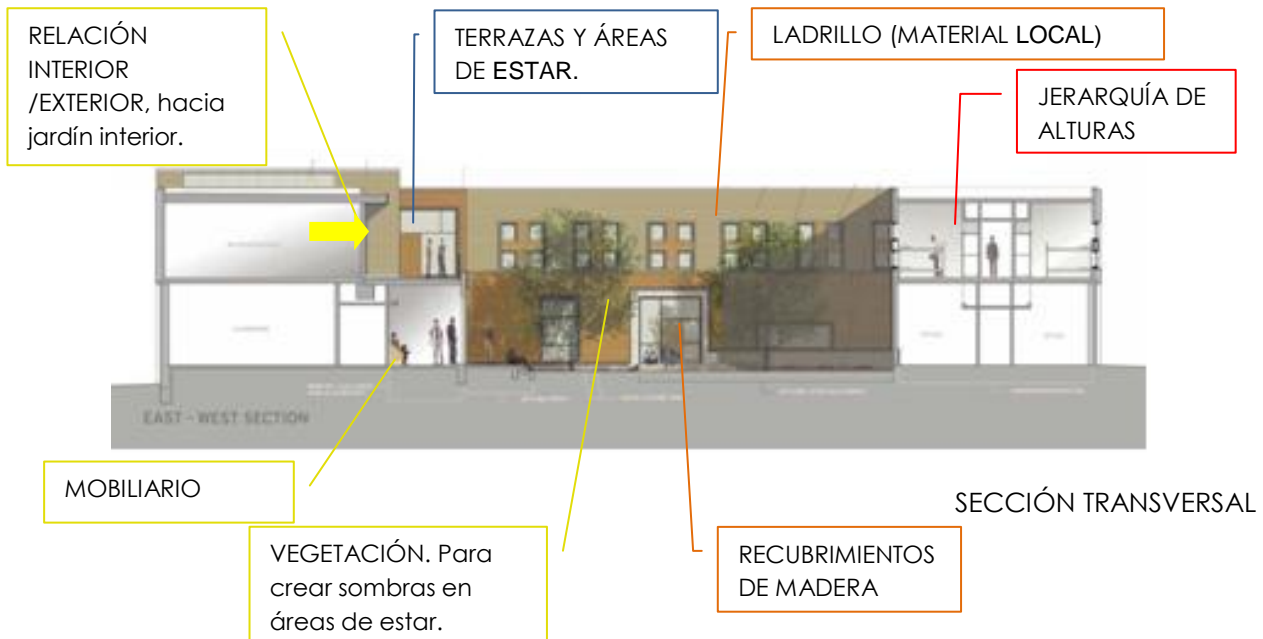 RELACIÓN
INTERIOR
/EXTERIOR, hacia
jardín interior.
TERRAZAS Y ÁREAS
DE ESTAR.
LADRILLO (MATERIAL LOCAL)
JERARQUÍA DE
ALTURAS
EAST - WEST SECTION
MOBILIARIO
SECCIÓN TRANSVERSAL
VEGETACIÓN. Para
crear sombras en
áreas de estar.
RECUBRIMIENTOS
DE MADERA